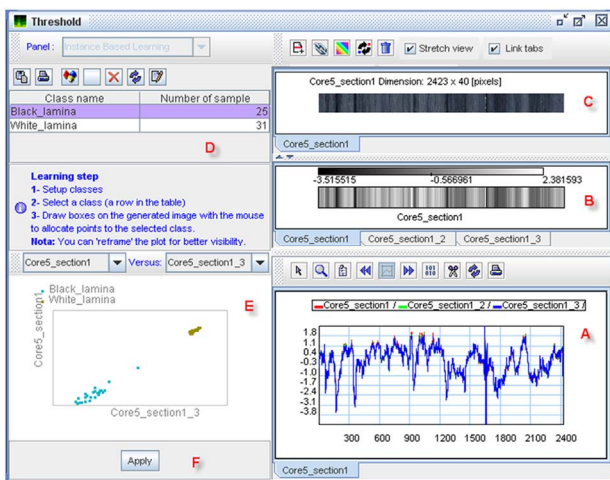 Threshold
Panel : Instance Based Learning
Stretch view Link tabs
Class name Number of sample
Black_lamina 25
White_lamina 31
D
Learning step
1- Setup classes
2- Select a class (a row in the table)
3- Draw boxes on the generated image with the mouse
to allocate points to the selected class.
Nota: You can 'reframe' the plot for better visibility.
Core5_section1 Versus: Core5_section1_3
Black_lamina
White_lamina
E
Core5_section1
Core5_section1_3
Apply
F
Core5_section1 Dimension: 2423 x 40 [pixels]
C
Core5_section1
-3.515515 -0.566961 2.381593
B
Core5_section1
Core5_section1 Core5_section1_2 Core5_section1_3
Core5_section1 / Core5_section1_2 / Core5_section1_3 /
A
1.8
1.1
0.4
-0.3
-1.0
-1.7
-2.4
-3.1
-3.8
300 600 900 1200 1500 1800 2100 2400
Core5_section1